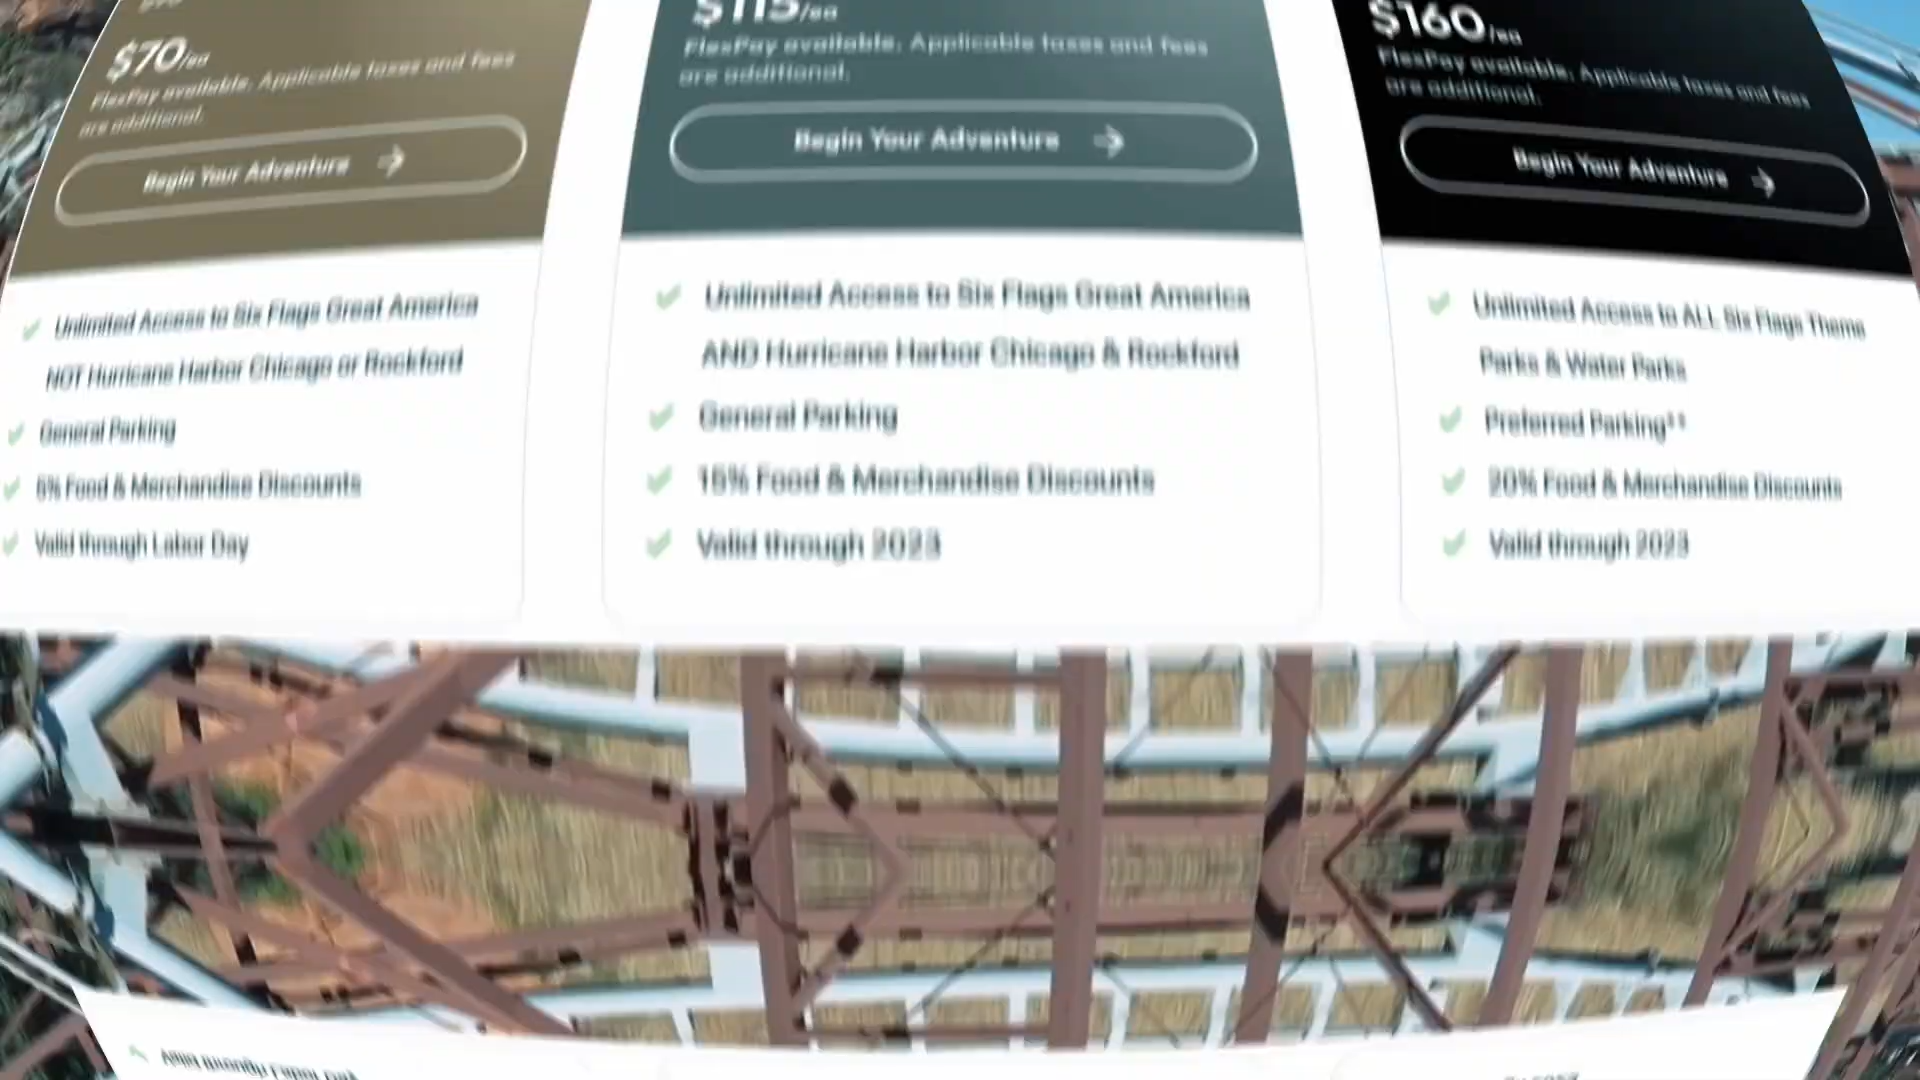 $70/ea
FlexPay available. Applicable taxes and fees
are additional.
Begin Your Adventure
Unlimited Access to Six Flags Great America
NOT Hurricane Harbor Chicago or Rockford
General Parking
5% Food & Merchandise Discounts
Valid through Labor Day
$115/ea
FlexPay available. Applicable taxes and fees
are additional.
Begin Your Adventure
Unlimited Access to Six Flags Great America
AND Hurricane Harbor Chicago & Rockford
General Parking
15% Food & Merchandise Discounts
Valid through 2023
$160/ea
FlexPay available. Applicable taxes and fees
are additional.
Begin Your Adventure
Unlimited Access to ALL Six Flags Theme
Parks & Water Parks
Preferred Parking**
20% Food & Merchandise Discounts
Valid through 2023